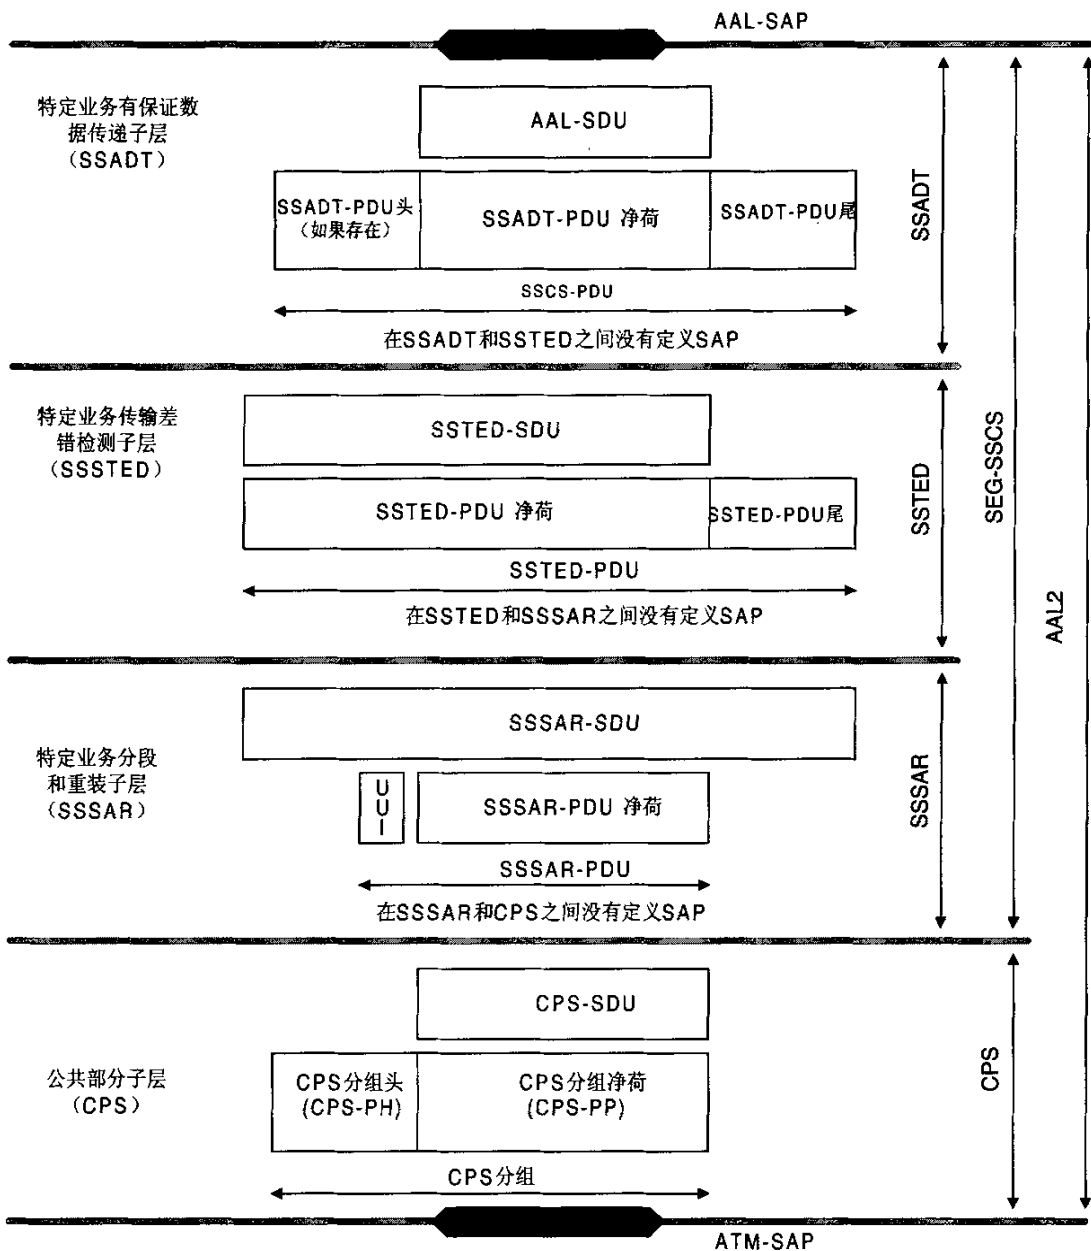 AAL-SAP
特定业务有保证数
据传递子层
（SSADT）
AAL-SDU
SSADT-PDU头
（如果存在）
SSADT-PDU 净荷
SSADT-PDU尾
SSCS-PDU
在SSADT和SSTED之间没有定义SAP
SSADT
特定业务传输差
错检测子层
（SSSTED）
SSTED-SDU
SSTED-PDU 净荷
SSTED-PDU尾
SSTED-PDU
在SSTED和SSSAR之间没有定义SAP
SSTED
SEG-SSCS
AAL2
特定业务分段
和重装子层
（SSSAR）
SSSAR-SDU
U
U
I
SSSAR-PDU 净荷
SSSAR-PDU
在SSSAR和CPS之间没有定义SAP
SSSAR
公共部分子层
（CPS）
CPS-SDU
CPS分组头
(CPS-PH)
CPS分组净荷
(CPS-PP)
CPS分组
CPS
ATM-SAP